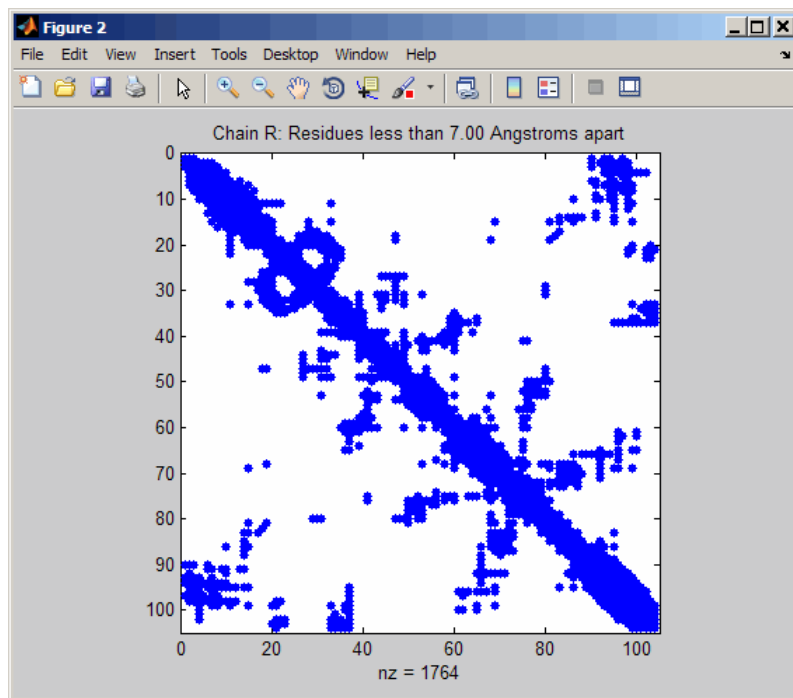 Figure 2
File Edit View Insert Tools Desktop Window Help
Chain R: Residues less than 7.00 Angstroms apart
0
10
20
30
40
50
60
70
80
90
100
0 20 40 60 80 100
nz = 1764